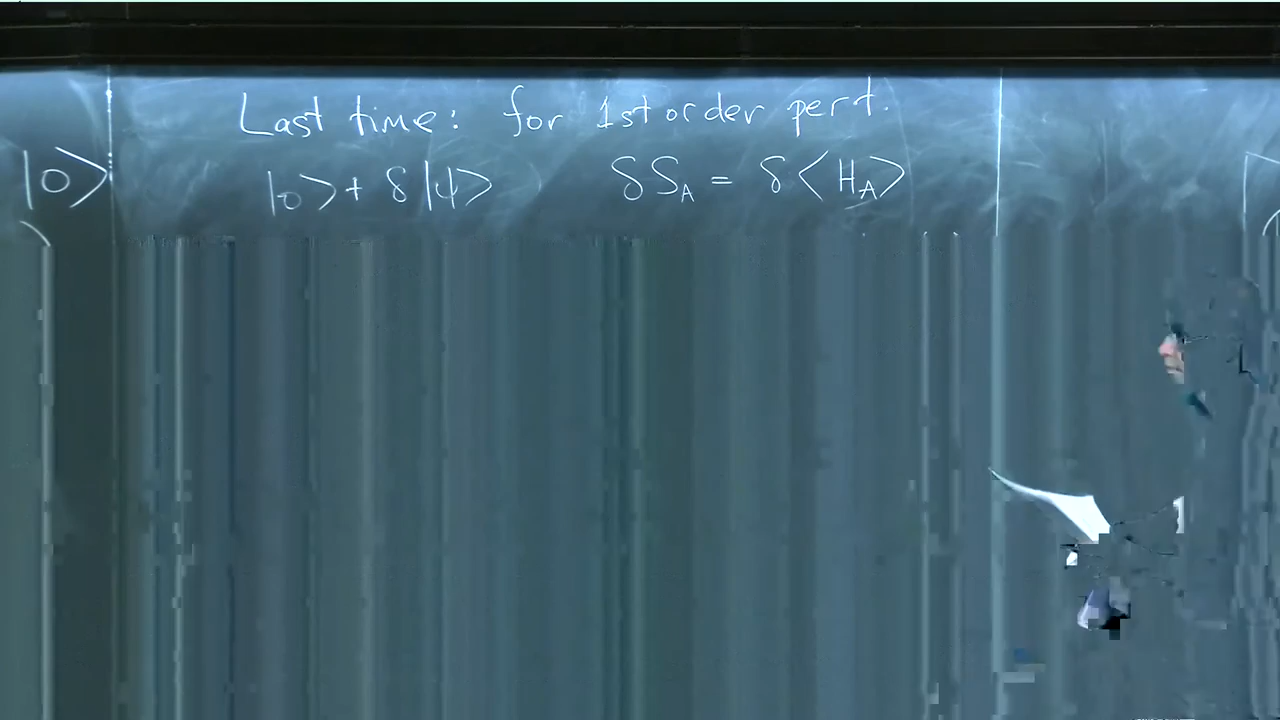 Last time: for 1st order pert.
|0⟩
|0⟩ + δ|ψ⟩ δS_A = δ⟨H_A⟩